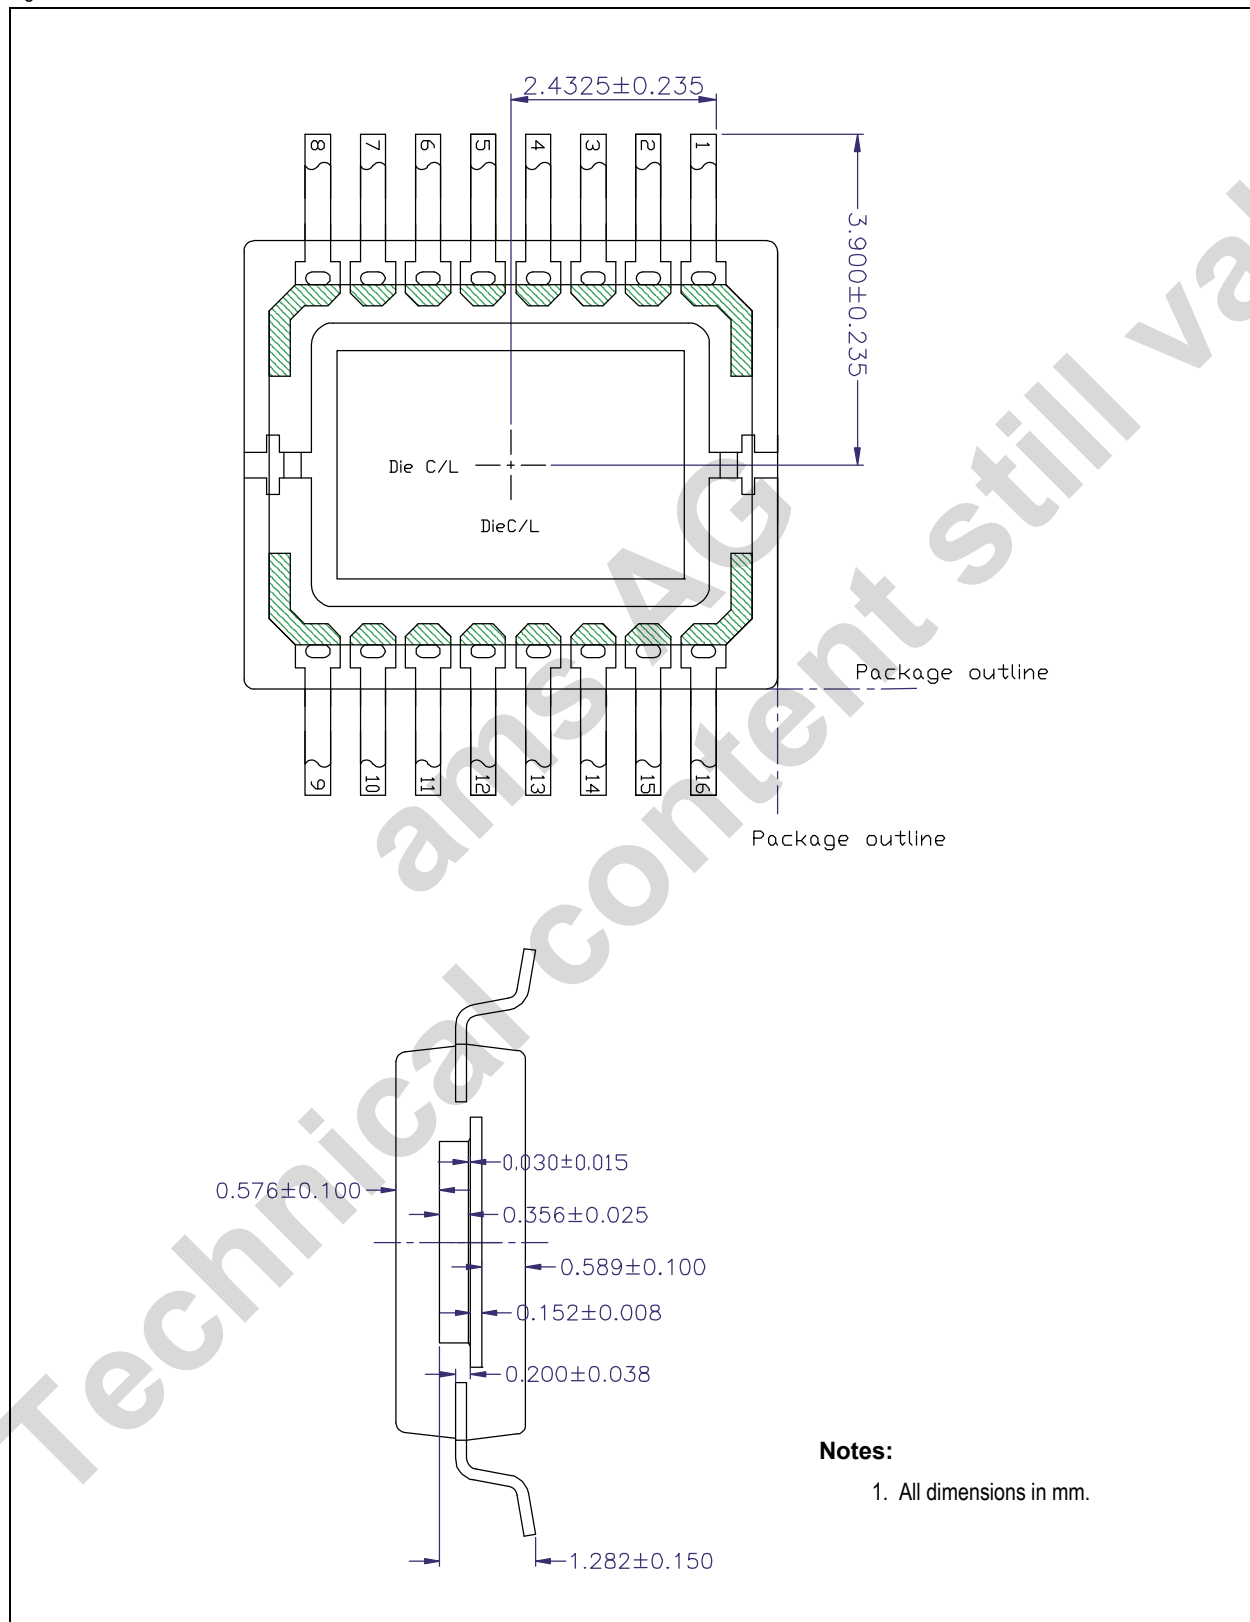 2.4325±0.235
8 7 6 5 4 3 2 1
3.900±0.235
Die C/L
DieC/L
Package outline
9 10 11 12 13 14 15 16
Package outline
0.030±0.015
0.576±0.100
0.356±0.025
0.589±0.100
0.152±0.008
0.200±0.038
1.282±0.150
Notes:
1. All dimensions in mm.
ams AG
Technical content still